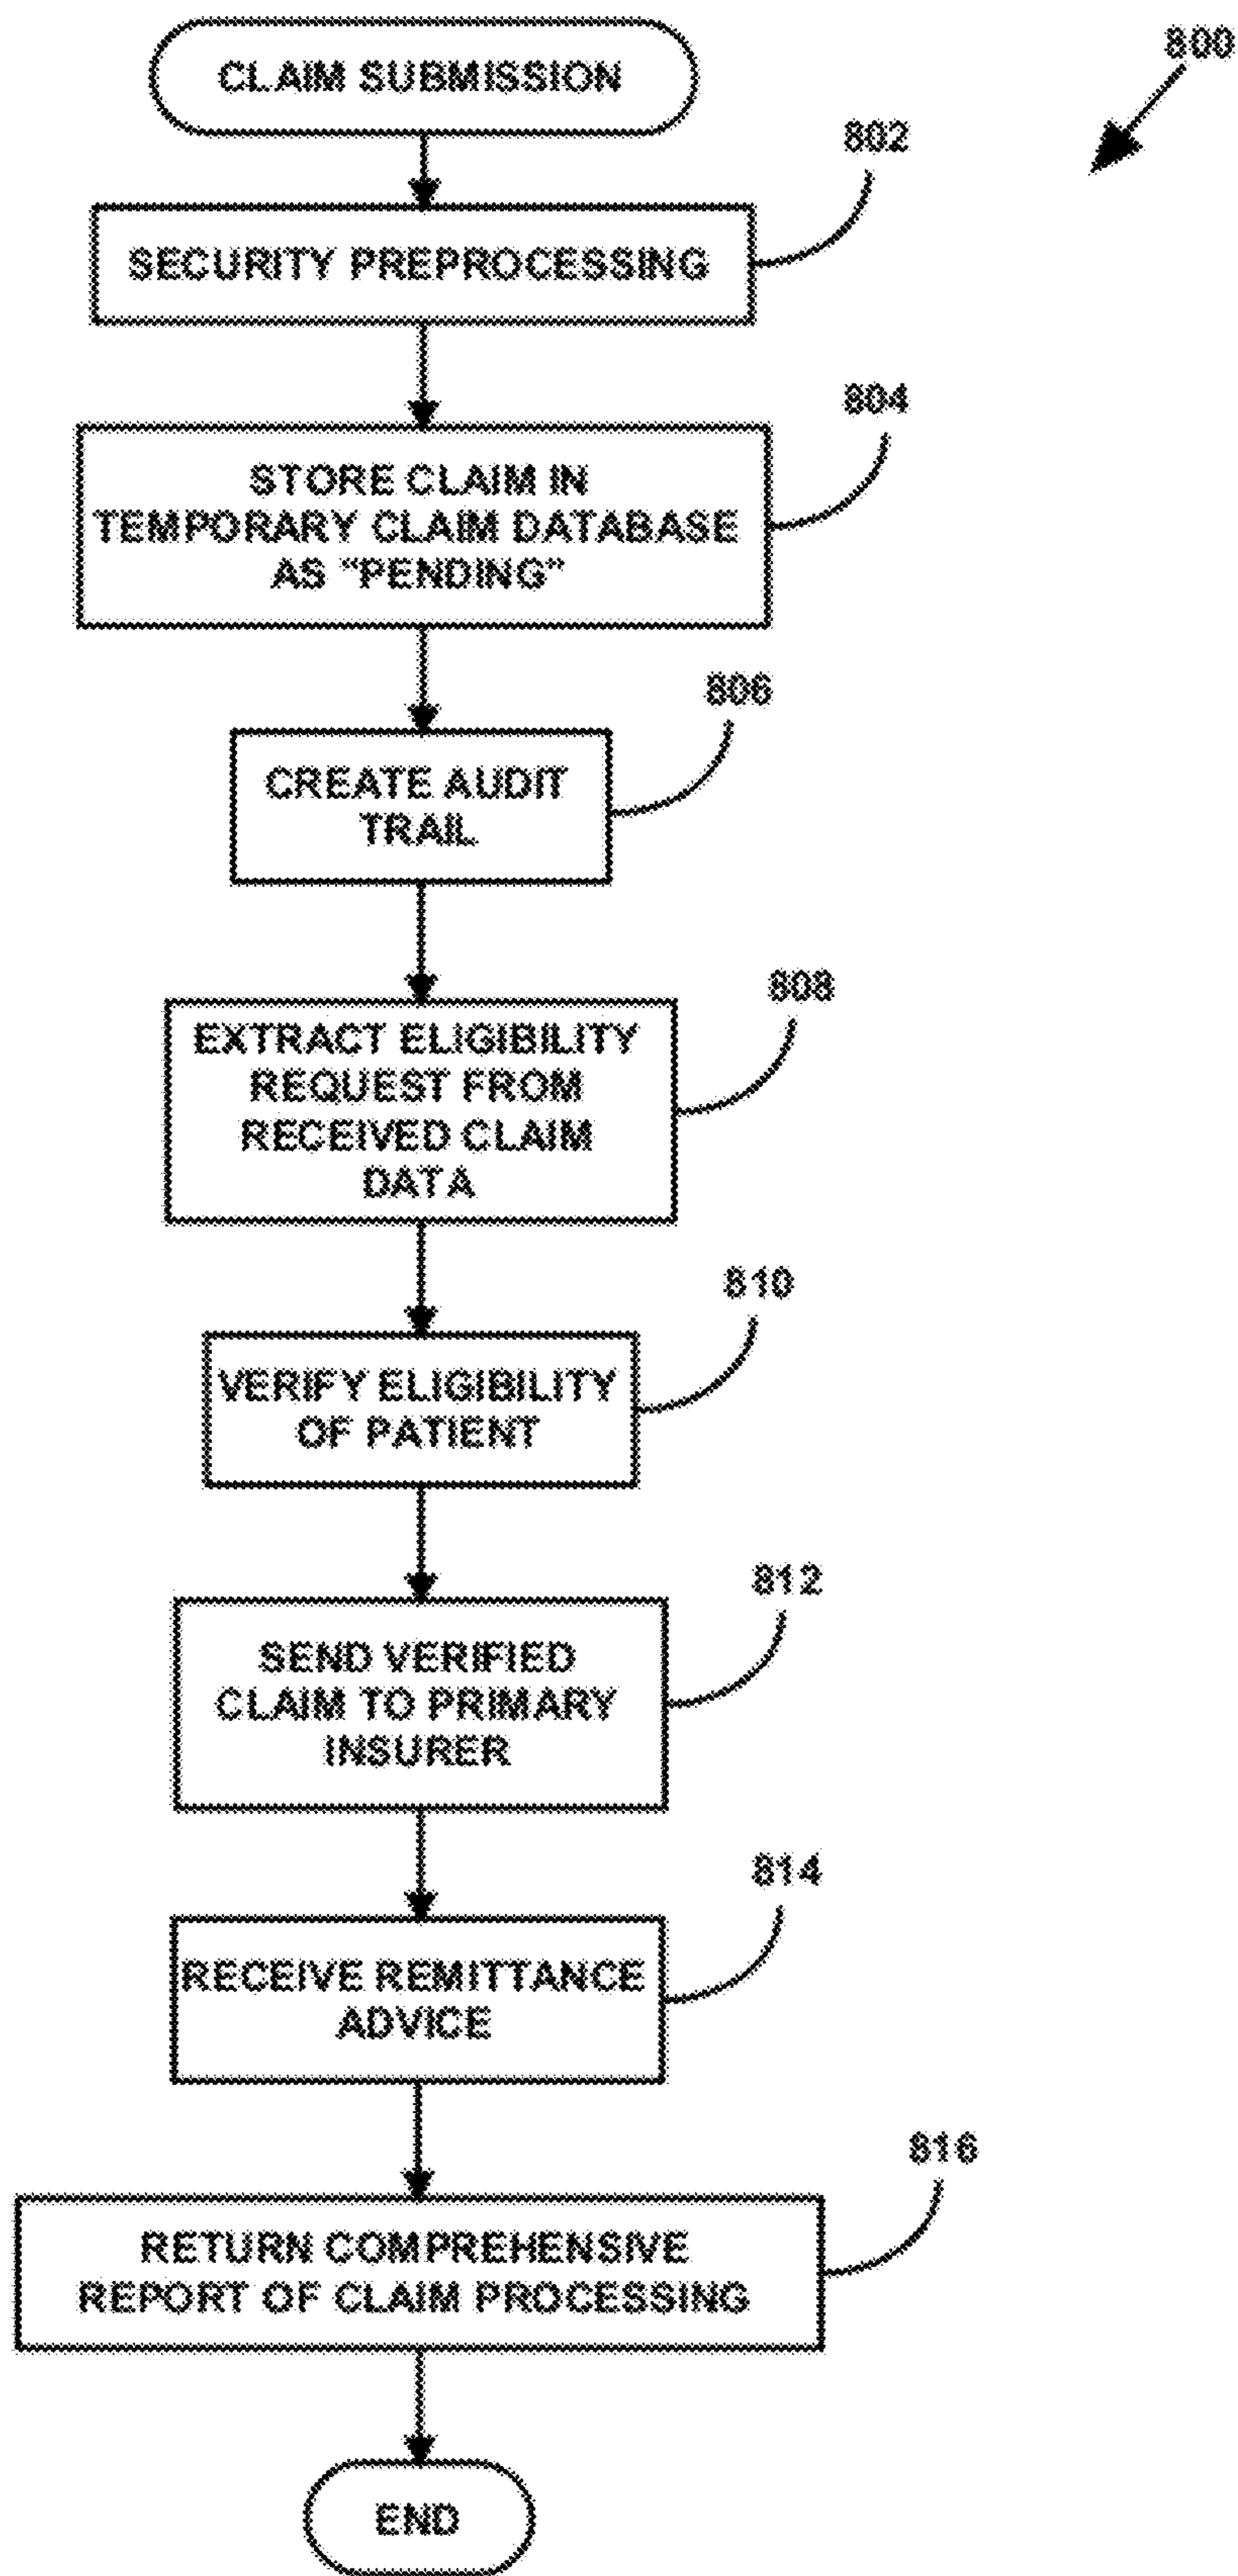 CLAIM SUBMISSION
800
802
SECURITY PREPROCESSING
804
STORE CLAIM IN
TEMPORARY CLAIM DATABASE
AS "PENDING"
806
CREATE AUDIT
TRAIL
808
EXTRACT ELIGIBILITY
REQUEST FROM
RECEIVED CLAIM
DATA
810
VERIFY ELIGIBILITY
OF PATIENT
812
SEND VERIFIED
CLAIM TO PRIMARY
INSURER
814
RECEIVE REMITTANCE
ADVICE
816
RETURN COMPREHENSIVE
REPORT OF CLAIM PROCESSING
END